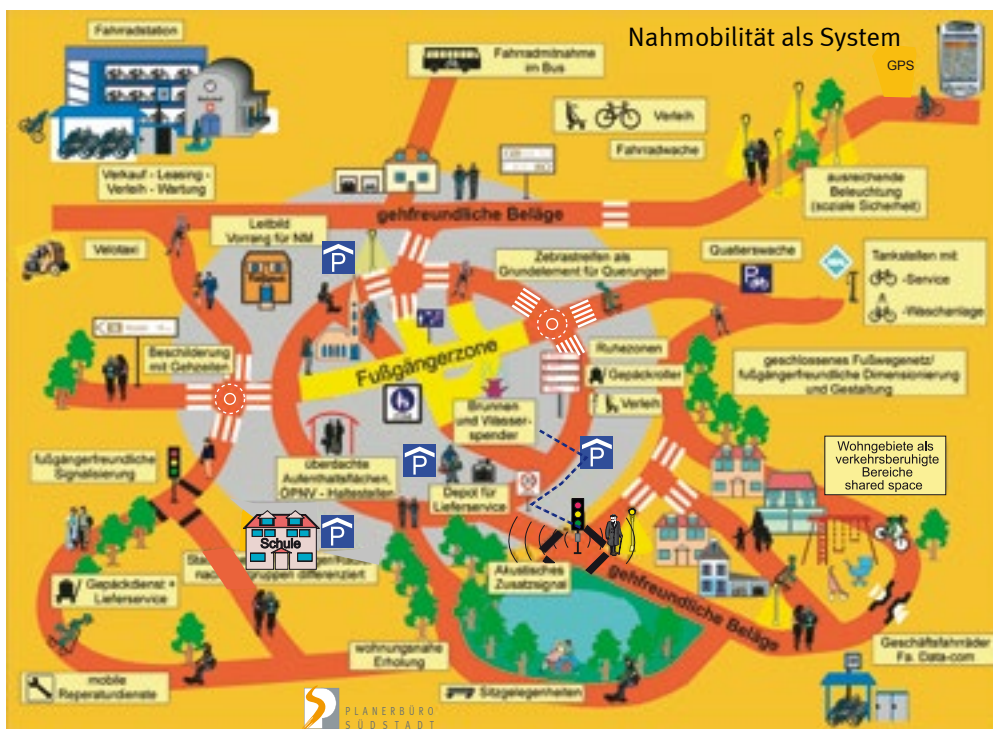 Nahmobilität als System
GPS
Fahrradstation
Fahrradmitnahme
im Bus
Verleih
Fahrradwache
Verkauf - Leasing -
Verleih - Wartung
ausreichende
Beleuchtung
(soziale Sicherheit)
gehfreundliche Beläge
Leitbild
Vorrang für NM
Velotaxi
P
Zebrastreifen als
Grundelement für Querungen
Quatierswache
P
Tankstellen mit
-Service
-Waschanlage
Rathaus
Beschilderung
mit Gehzeiten
Fußgängerzone
Ruhezonen
Gepäckroller
Verleih
geschlossenes Fußwegenetz/
fußgängerfreundliche Dimensionierung
und Gestaltung
Brunnen
und Wasser-
spender
fußgängerfreundliche
Signalisierung
überdachte
Aufenthaltsflächen,
ÖPNV - Haltestellen
P
Depot für
Lieferservice
P
Wohngebiete als
verkehrsberuhigte
Bereiche
shared space
Schule
P
differenziert
Akustisches
Zusatzsignal
gehfreundliche Beläge
Gepäckdienst +
Lieferservice
wohnungsnahe
Erholung
mobile
Reperaturdienste
Sitzgelegenheiten
Geschäftsfahrräder
Fa. Data-com
PLANERBÜRO
SÜDSTADT